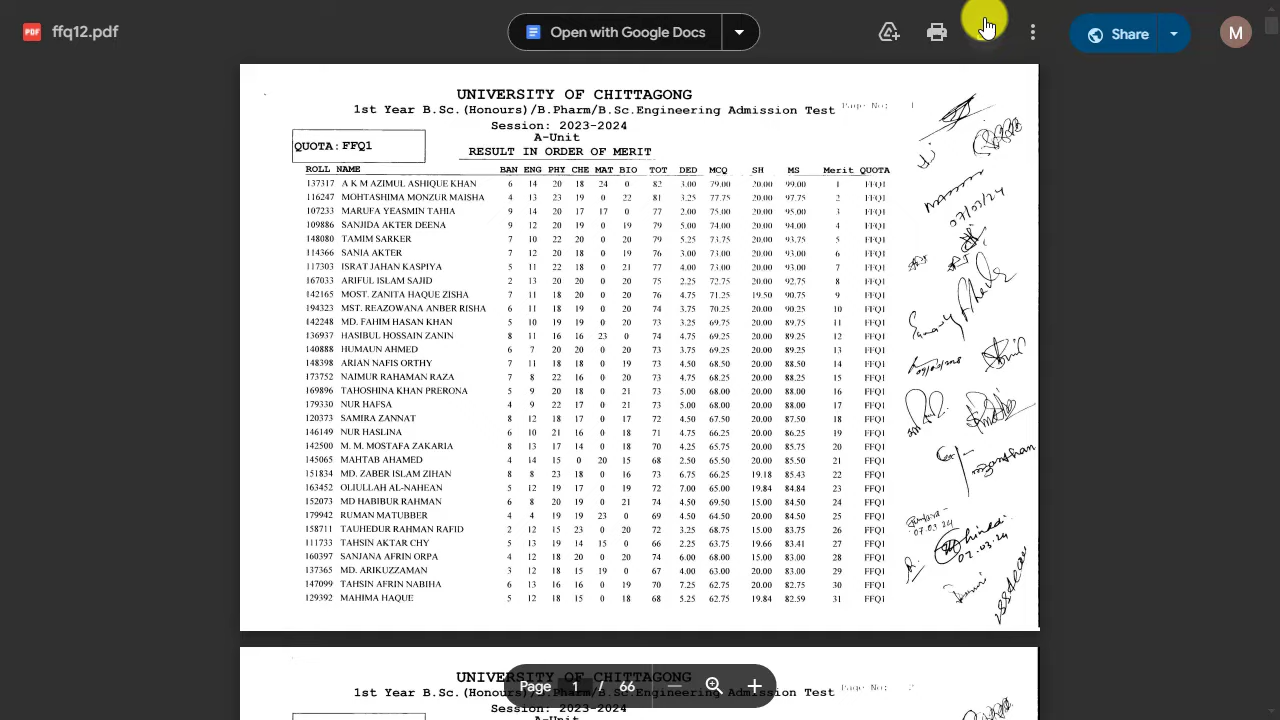 ffq12.pdf
Open with Google Docs
Share
M
UNIVERSITY OF CHITTAGONG
1st Year B.Sc.(Honours)/B.Pharm/B.Sc.Engineering Admission Test Page No: 1
Session: 2023-2024
A-Unit
QUOTA: FFQ1
RESULT IN ORDER OF MERIT
ROLL NAME BAN ENG PHY CHE MAT BIO TOT DED MCQ SH MS Merit QUOTA
137317 A K M AZIMUL ASHIQUE KHAN 6 14 20 18 24 0 82 3.00 79.00 20.00 99.00 1 FFQ1
116247 MOHTASHIMA MONZUR MAISHA 4 13 23 19 0 22 81 3.25 77.75 20.00 97.75 2 FFQ1
107233 MARUFA YEASMIN TAHIA 9 14 20 17 17 0 77 2.00 75.00 20.00 95.00 3 FFQ1
109886 SANJIDA AKTER DEENA 9 12 20 19 0 19 79 5.00 74.00 20.00 94.00 4 FFQ1
148080 TAMIM SARKER 7 10 22 20 0 20 79 5.25 73.75 20.00 93.75 5 FFQ1
114366 SANIA AKTER 7 12 20 18 0 19 76 3.00 73.00 20.00 93.00 6 FFQ1
117303 ISRAT JAHAN KASPIYA 5 11 22 18 0 21 77 4.00 73.00 20.00 93.00 7 FFQ1
167033 ARIFUL ISLAM SAJID 2 13 20 20 0 20 75 2.25 72.75 20.00 92.75 8 FFQ1
142165 MOST. ZANITA HAQUE ZISHA 7 11 18 20 0 20 76 4.75 71.25 19.50 90.75 9 FFQ1
194323 MST. REAZOWANA ANBER RISHA 6 11 18 19 0 20 74 3.75 70.25 20.00 90.25 10 FFQ1
142248 MD. FAHIM HASAN KHAN 5 10 19 19 0 20 73 3.25 69.75 20.00 89.75 11 FFQ1
136937 HASIBUL HOSSAIN ZANIN 8 11 16 16 23 0 74 4.75 69.25 20.00 89.25 12 FFQ1
140888 HUMAUN AHMED 6 7 20 20 0 20 73 3.75 69.25 20.00 89.25 13 FFQ1
148398 ARIAN NAFIS ORTHY 7 11 18 18 0 19 73 4.50 68.50 20.00 88.50 14 FFQ1
173752 NAIMUR RAHAMAN RAZA 7 8 22 16 0 20 73 4.75 68.25 20.00 88.25 15 FFQ1
169896 TAHOSHINA KHAN PRERONA 5 9 20 18 0 21 73 5.00 68.00 20.00 88.00 16 FFQ1
179330 NUR HAFSA 4 9 22 17 0 21 73 5.00 68.00 20.00 88.00 17 FFQ1
120373 SAMIRA ZANNAT 8 12 18 17 0 17 72 4.50 67.50 20.00 87.50 18 FFQ1
146149 NUR HASLINA 6 10 21 16 0 18 71 4.75 66.25 20.00 86.25 19 FFQ1
142500 M. M. MOSTAFA ZAKARIA 8 13 17 14 0 18 70 4.25 65.75 20.00 85.75 20 FFQ1
145065 MAHTAB AHAMED 4 14 15 0 20 15 68 2.50 65.50 20.00 85.50 21 FFQ1
151834 MD. ZABER ISLAM ZIHAN 8 8 23 18 0 16 73 6.75 66.25 19.18 85.43 22 FFQ1
163452 OLIULLAH AL-NAHEAN 5 12 19 17 0 19 72 7.00 65.00 19.84 84.84 23 FFQ1
152073 MD HABIBUR RAHMAN 6 8 20 19 0 21 74 4.50 69.50 15.00 84.50 24 FFQ1
179942 RUMAN MATUBBER 4 4 19 19 23 0 69 4.50 64.50 20.00 84.50 25 FFQ1
158711 TAUHEDUR RAHMAN RAFID 2 12 15 23 0 20 72 3.25 68.75 15.00 83.75 26 FFQ1
111733 TAHSIN AKTAR CHY 5 13 19 14 15 0 66 2.25 63.75 19.66 83.41 27 FFQ1
160397 SANJANA AFRIN ORPA 4 12 18 20 0 20 74 6.00 68.00 15.00 83.00 28 FFQ1
137365 MD. ARIKUZZAMAN 3 12 18 15 19 0 67 4.00 63.00 20.00 83.00 29 FFQ1
147099 TAHSIN AFRIN NABIHA 6 13 16 16 0 19 70 7.25 62.75 20.00 82.75 30 FFQ1
129392 MAHIMA HAQUE 5 12 18 15 0 18 68 5.25 62.75 19.84 82.59 31 FFQ1
07/03/24
07.03.24
07.03.24
UNIVERSITY OF CHITTAGONG
Page 1 / 66
1st Year B.Sc.(Honours)/B.Pharm/B.Sc.Engineering Admission Test Page No: 2
Session: 2023-2024
A-Unit